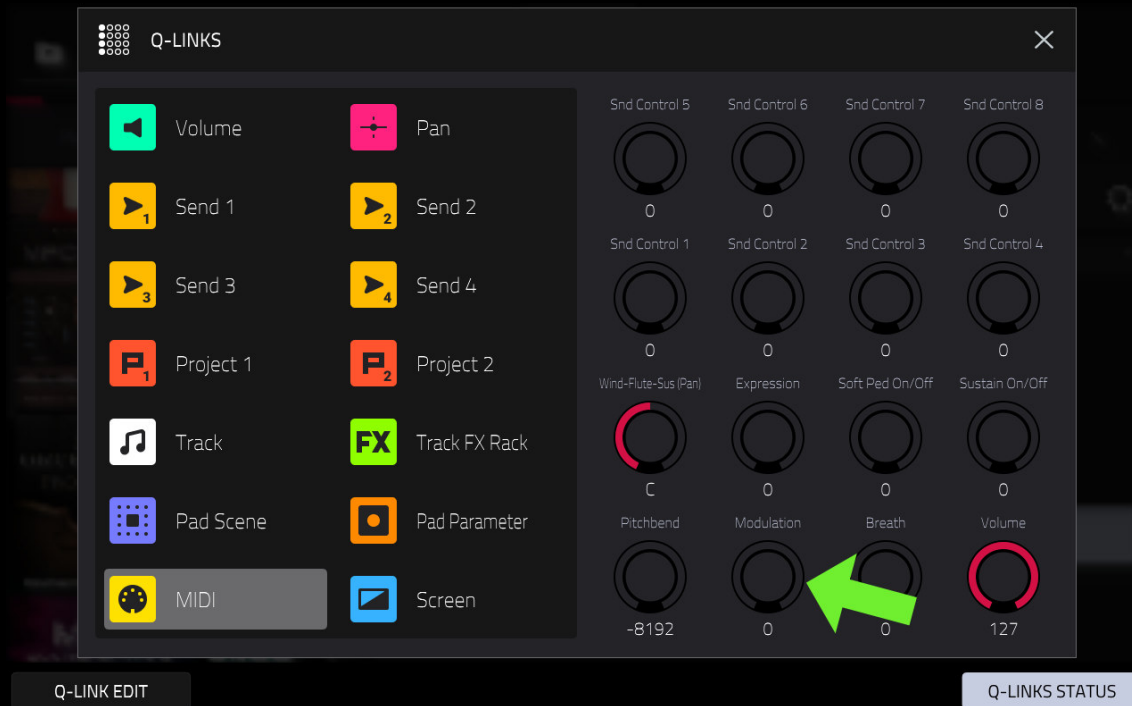 Q-LINKS
Volume
Pan
Send 1
Send 2
Send 3
Send 4
Project 1
Project 2
Track
FX
Track FX Rack
Pad Scene
Pad Parameter
MIDI
Screen
Snd Control 5
Snd Control 6
Snd Control 7
Snd Control 8
0
0
0
0
Snd Control 1
Snd Control 2
Snd Control 3
Snd Control 4
0
0
0
0
Wind-Flute-Sus (Pan)
Expression
Soft Ped On/Off
Sustain On/Off
C
0
0
0
Pitchbend
Modulation
Breath
Volume
-8192
0
0
127
Q-LINK EDIT
Q-LINKS STATUS